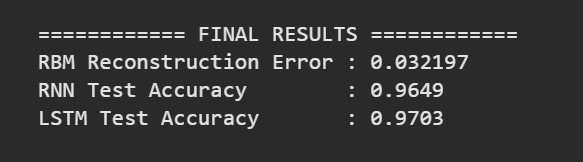 ============ FINAL RESULTS ============
RBM Reconstruction Error : 0.032197
RNN Test Accuracy        : 0.9649
LSTM Test Accuracy       : 0.9703